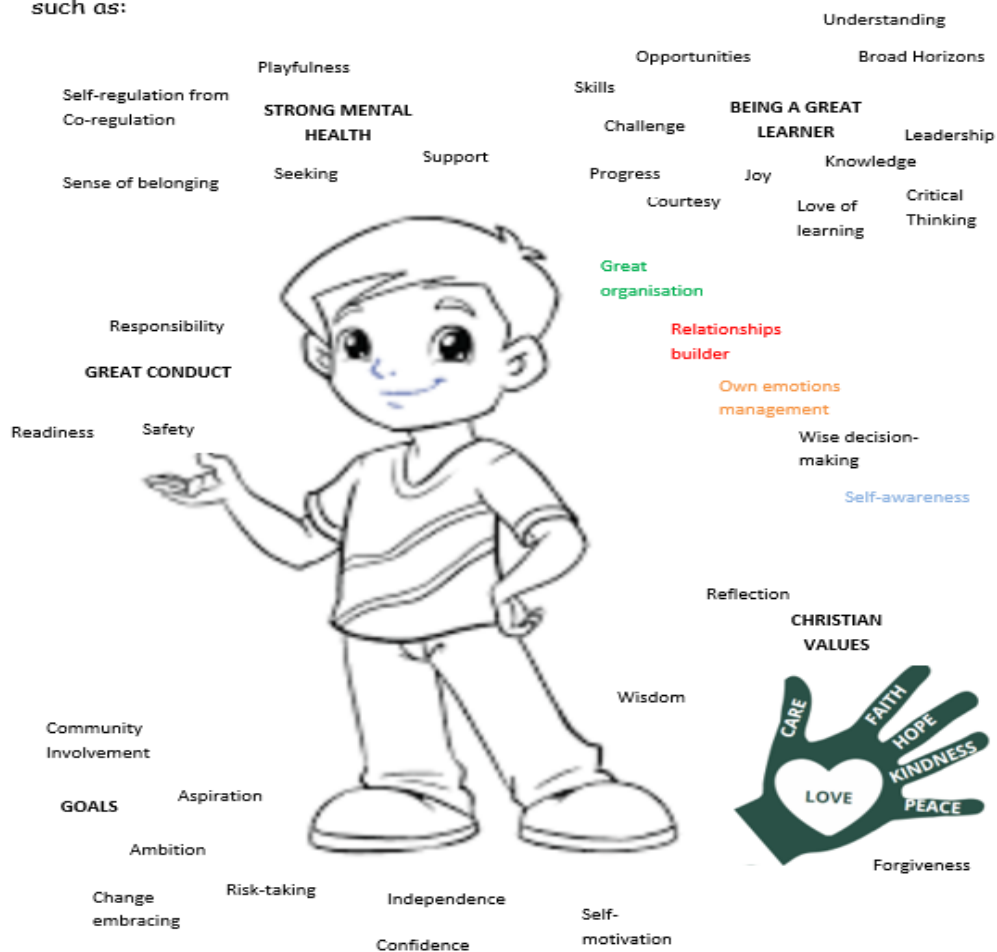 such as:
Understanding
Playfulness
Opportunities
Broad Horizons
Self-regulation from
Co-regulation
STRONG MENTAL
HEALTH
Skills
BEING A GREAT
LEARNER
Challenge
Leadership
Support
Knowledge
Sense of belonging
Seeking
Progress
Joy
Courtesy
Love of
learning
Critical
Thinking
Great
organisation
Responsibility
Relationships
builder
GREAT CONDUCT
Own emotions
management
Readiness
Safety
Wise decision-
making
Self-awareness
Reflection
CHRISTIAN
VALUES
Wisdom
CARE
FAITH
HOPE
KINDNESS
PEACE
LOVE
Community
Involvement
GOALS
Aspiration
Ambition
Forgiveness
Change
embracing
Risk-taking
Independence
Self-
motivation
Confidence